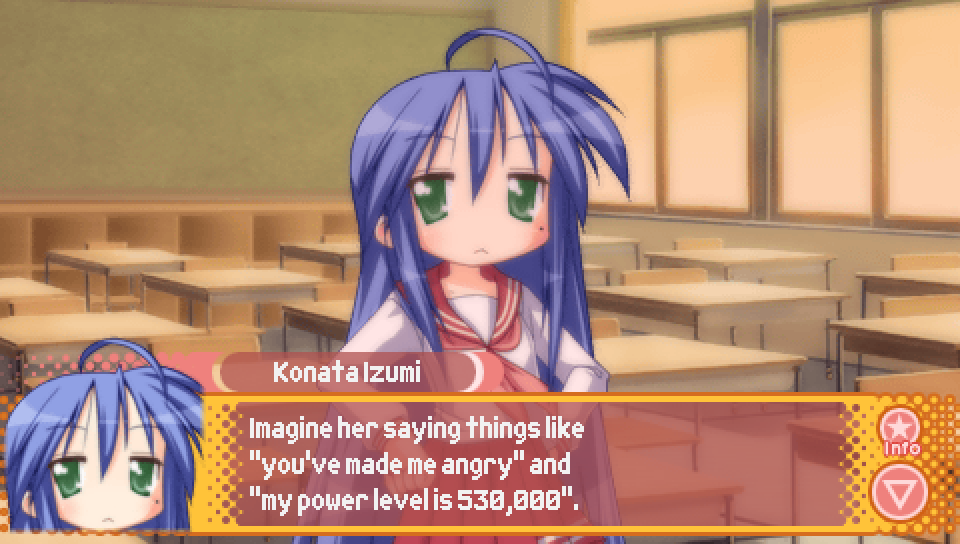 Konata Izumi
Imagine her saying things like
"you've made me angry" and
"my power level is 530,000".
Info